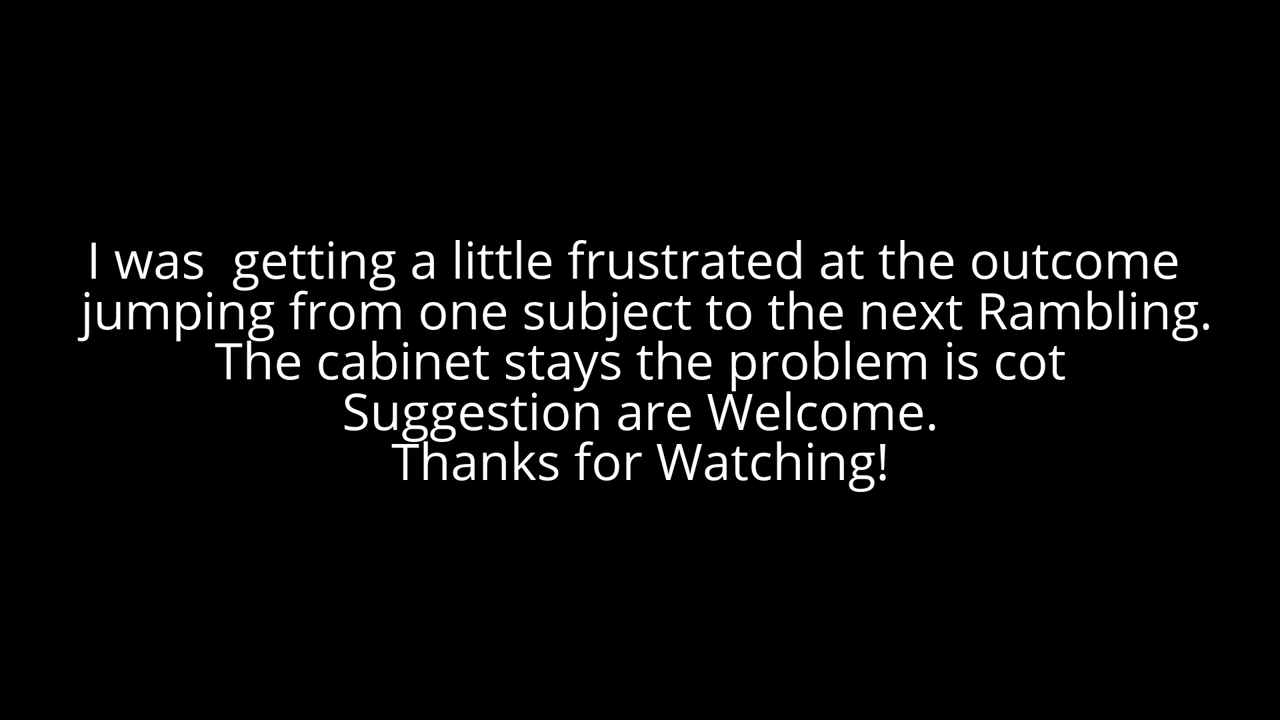 I was  getting a little frustrated at the outcome
jumping from one subject to the next Rambling.
The cabinet stays the problem is cot
Suggestion are Welcome.
Thanks for Watching!